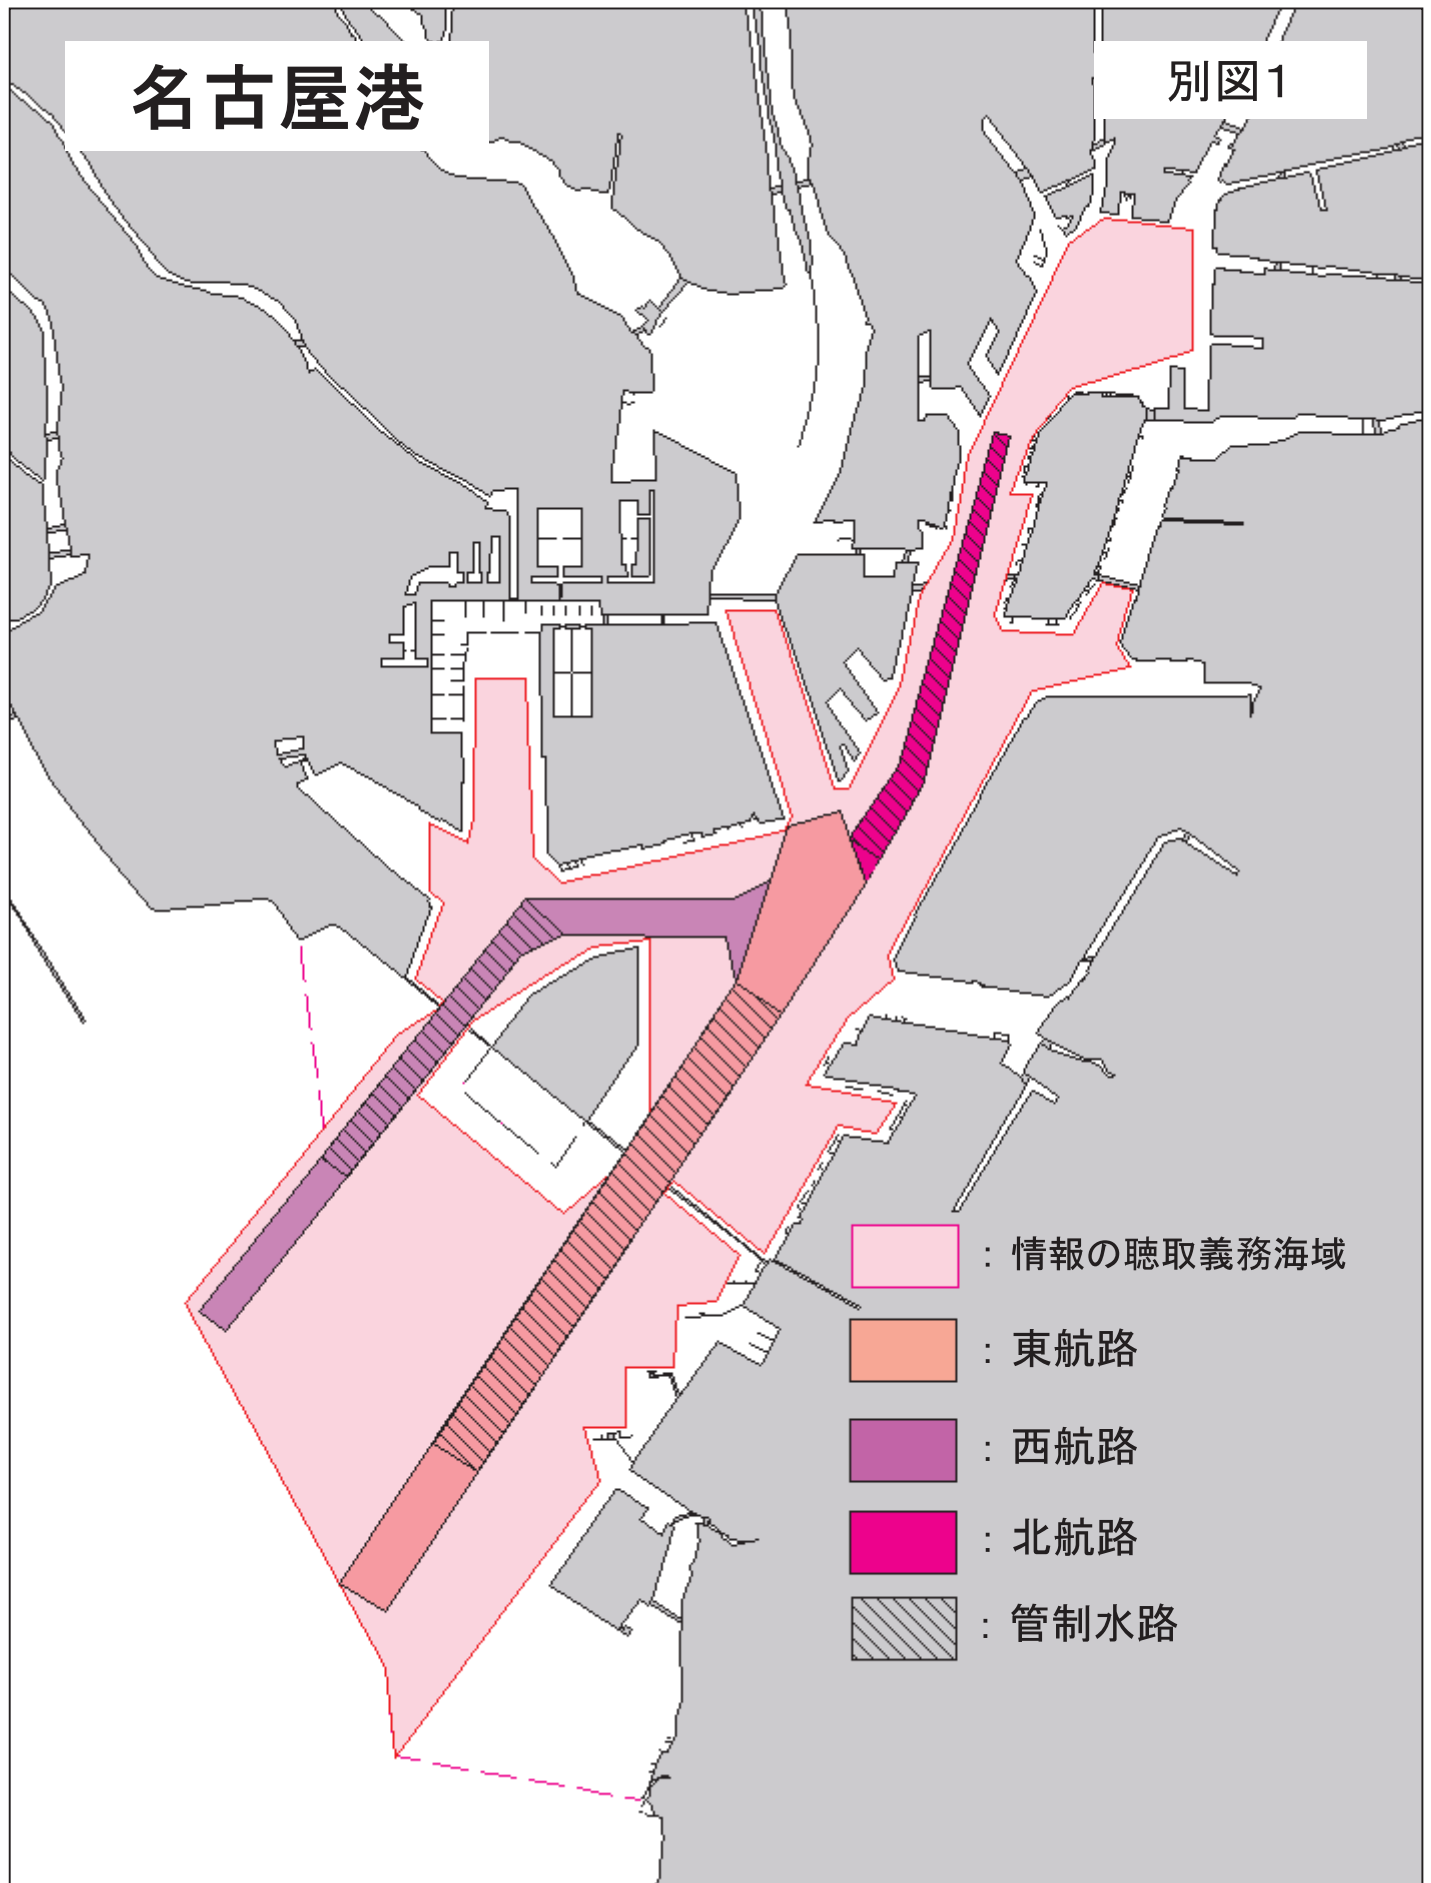 名古屋港
別図1
：情報の聴取義務海域
：東航路
：西航路
：北航路
：管制水路